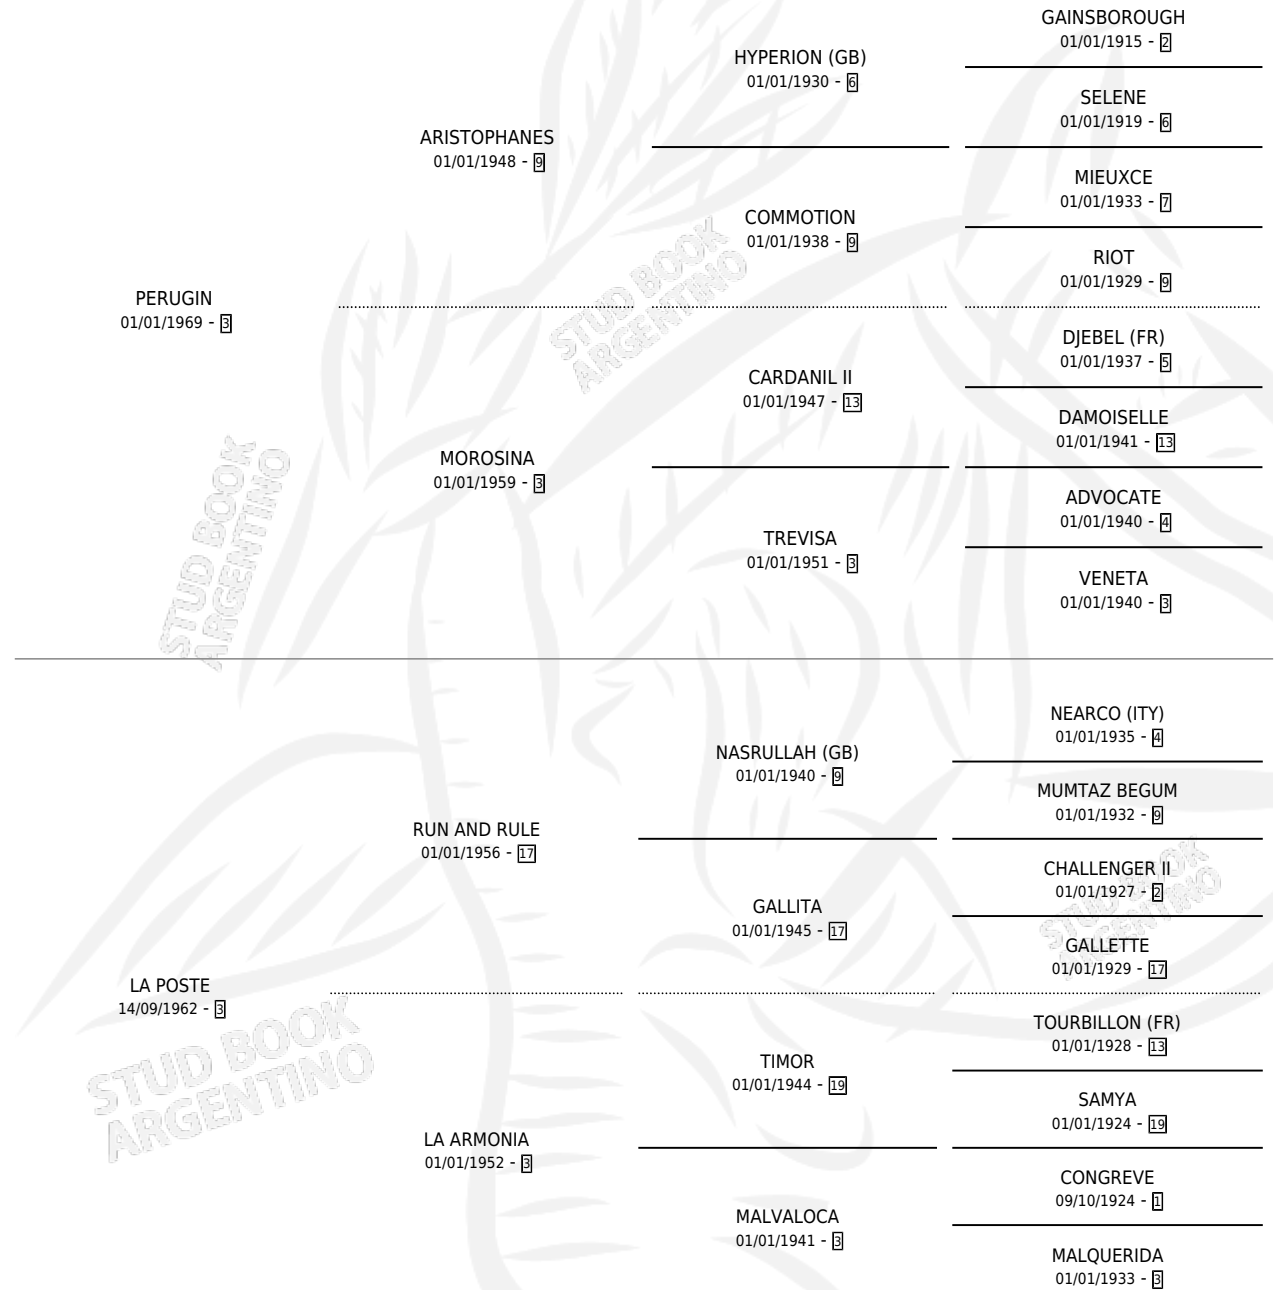 GAINSBOROUGH
01/01/1915 - 2
HYPERION (GB)
01/01/1930 - 6
SELENE
01/01/1919 - 6
ARISTOPHANES
01/01/1948 - 9
MIEUXCE
01/01/1933 - 7
COMMOTION
01/01/1938 - 9
RIOT
01/01/1929 - 9
PERUGIN
01/01/1969 - 3
DJEBEL (FR)
01/01/1937 - 5
CARDANIL II
01/01/1947 - 13
DAMOISELLE
01/01/1941 - 13
MOROSINA
01/01/1959 - 3
ADVOCATE
01/01/1940 - 4
TREVISA
01/01/1951 - 3
VENETA
01/01/1940 - 3
NEARCO (ITY)
01/01/1935 - 4
NASRULLAH (GB)
01/01/1940 - 9
MUMTAZ BEGUM
01/01/1932 - 9
RUN AND RULE
01/01/1956 - 17
CHALLENGER II
01/01/1927 - 2
GALLITA
01/01/1945 - 17
GALLETTE
01/01/1929 - 17
LA POSTE
14/09/1962 - 3
TOURBILLON (FR)
01/01/1928 - 13
TIMOR
01/01/1944 - 19
SAMYA
01/01/1924 - 19
LA ARMONIA
01/01/1952 - 3
CONGREVE
09/10/1924 - 1
MALVALOCA
01/01/1941 - 3
MALQUERIDA
01/01/1933 - 3
STUD BOOK
ARGENTINO
STUD BOOK
ARGENTINO
STUD BOOK
ARGENTINO
STUD BOOK
ARGENTINO